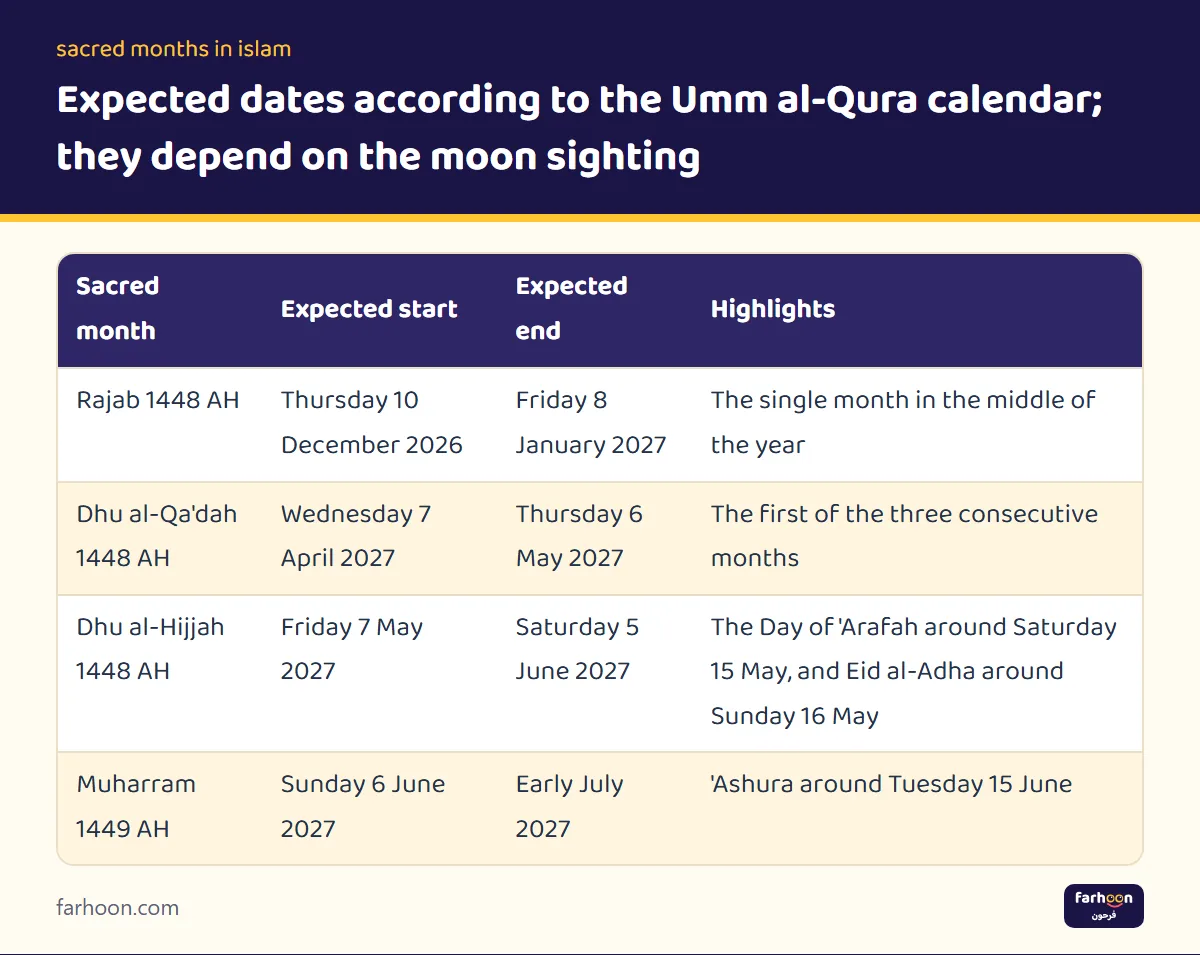 sacred months in islam
Expected dates according to the Umm al-Qura calendar;
they depend on the moon sighting
Sacred
month
Expected start
Expected
end
Highlights
Rajab 1448 AH
Thursday 10
December 2026
Friday 8
January 2027
The single month in the middle of
the year
Dhu al-Qa'dah
1448 AH
Wednesday 7
April 2027
Thursday 6
May 2027
The first of the three consecutive
months
Dhu al-Hijjah
1448 AH
Friday 7 May
2027
Saturday 5
June 2027
The Day of 'Arafah around Saturday
15 May, and Eid al-Adha around
Sunday 16 May
Muharram
1449 AH
Sunday 6 June
2027
Early July
2027
'Ashura around Tuesday 15 June
farhoon.com
farhoon
فرحون